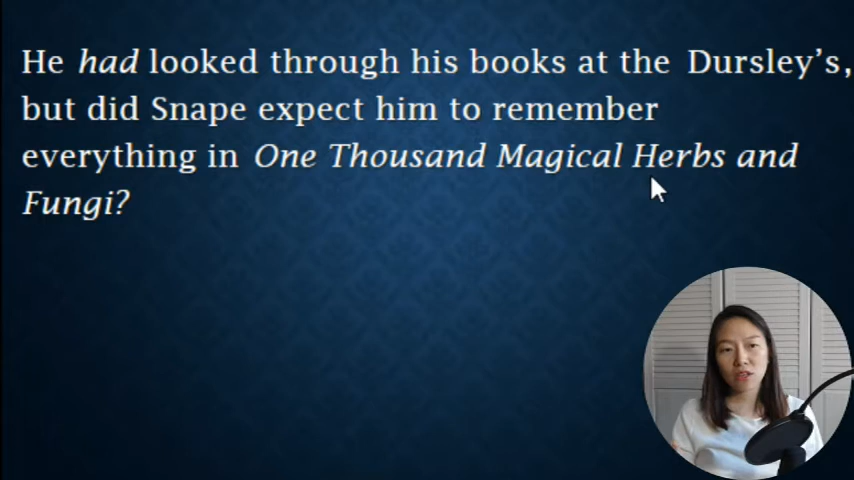 He had looked through his books at the Dursley’s,
but did Snape expect him to remember
everything in One Thousand Magical Herbs and
Fungi?